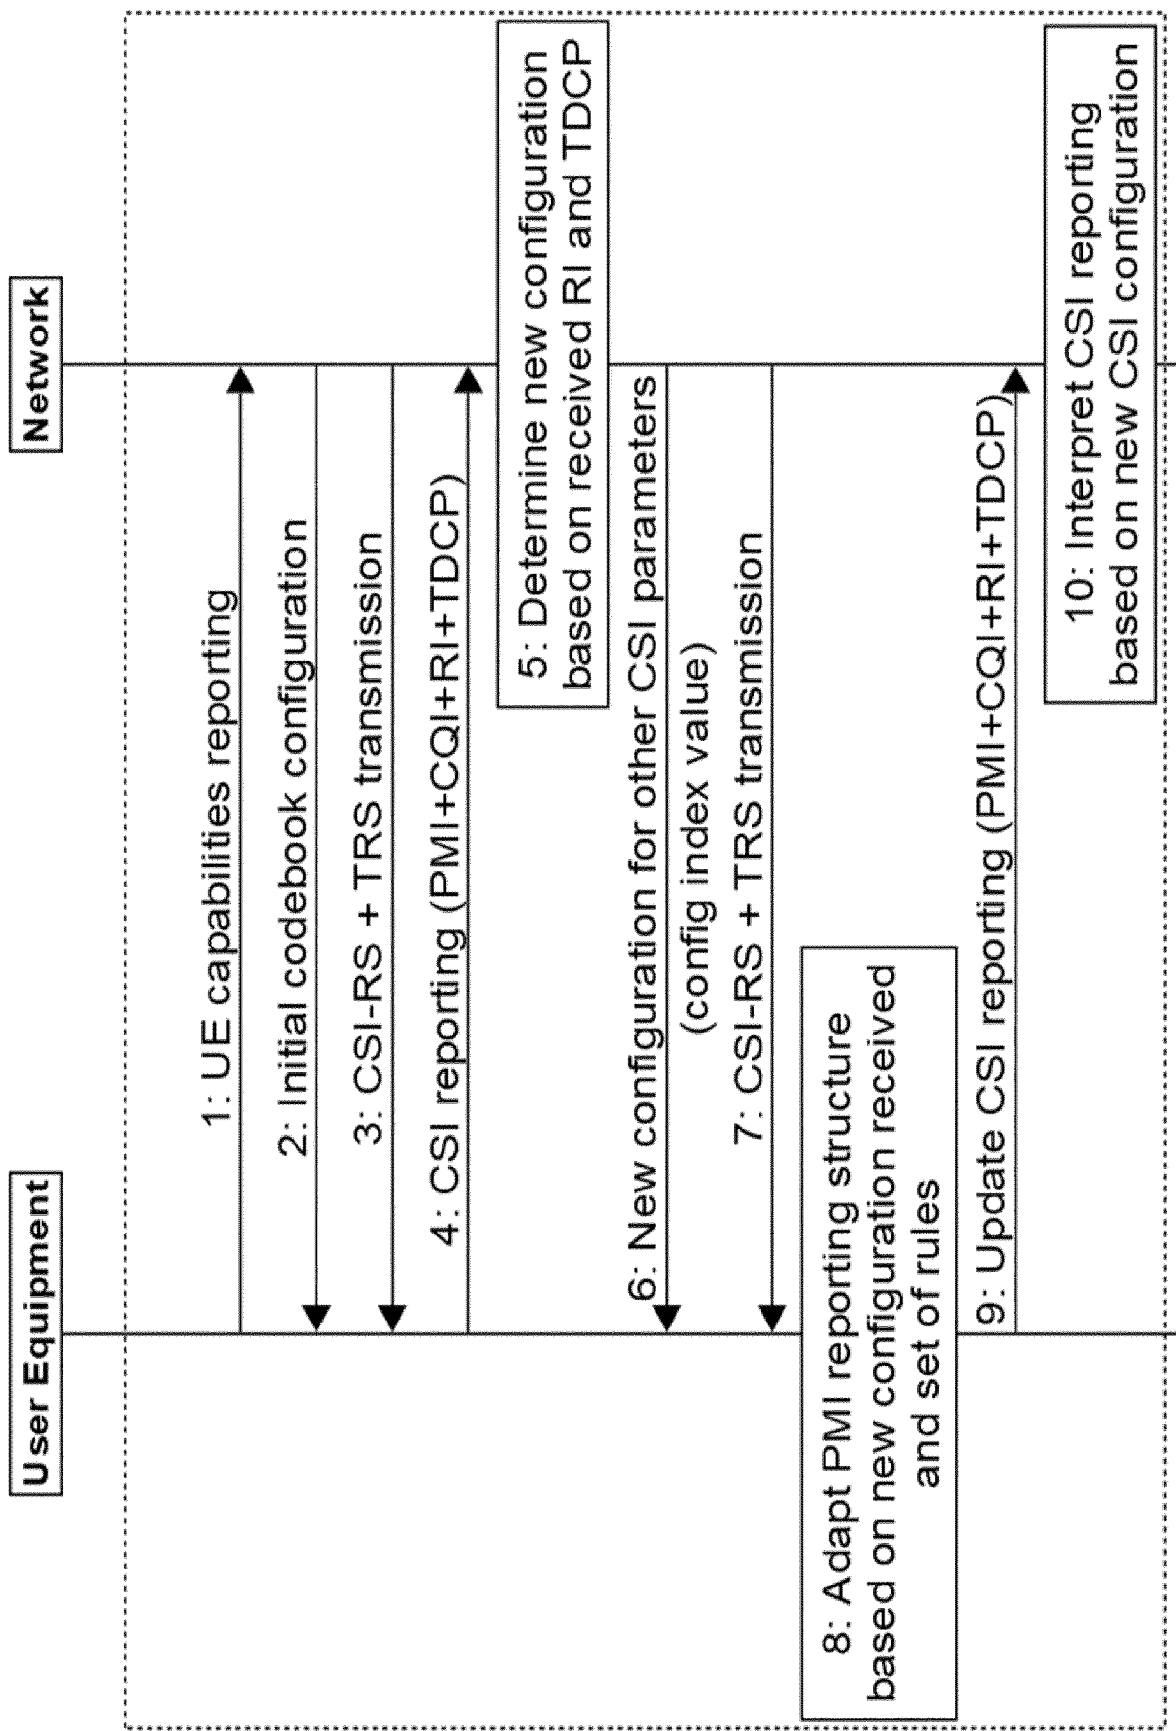 User Equipment
Network
1: UE capabilities reporting
2: Initial codebook configuration
3: CSI-RS + TRS transmission
4: CSI reporting (PMI+CQI+RI+TDCP)
5: Determine new configuration
based on received RI and TDCP
6: New configuration for other CSI parameters
(config index value)
7: CSI-RS + TRS transmission
8: Adapt PMI reporting structure
based on new configuration received
and set of rules
9: Update CSI reporting (PMI+CQI+RI+TDCP)
10: Interpret CSI reporting
based on new CSI configuration